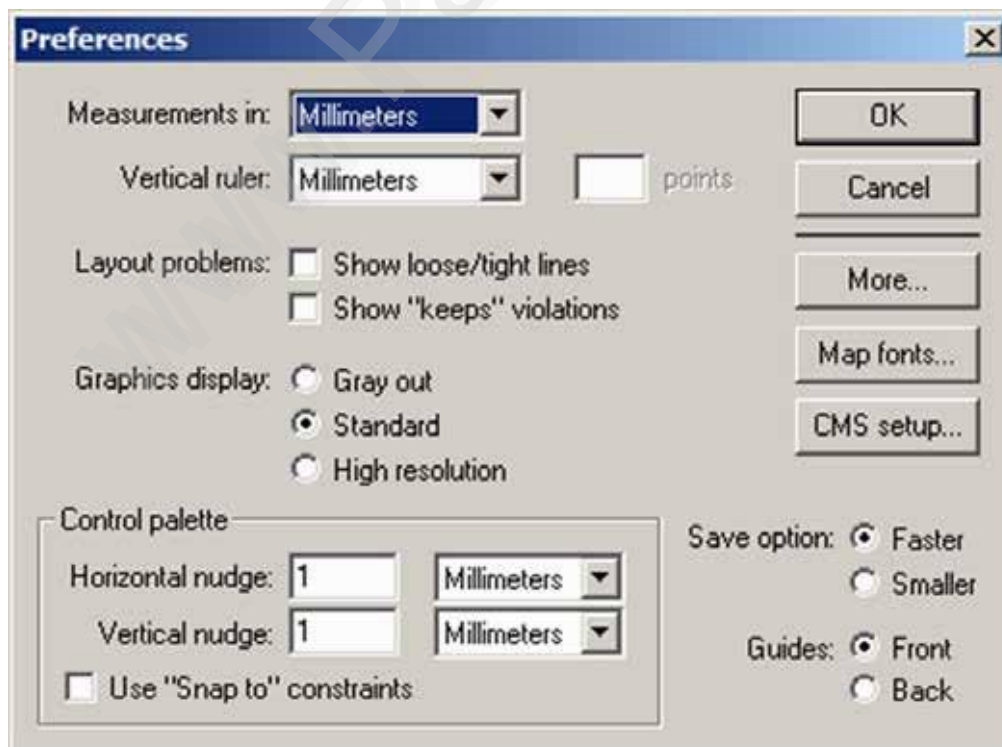 Preferences
Measurements in: Millimeters
OK
Vertical ruler: Millimeters points
Cancel
Layout problems: Show loose/tight lines
More...
Show "keeps" violations
Map fonts...
Graphics display: Gray out
Standard
CMS setup...
High resolution
Control palette
Save option: Faster
Horizontal nudge: 1 Millimeters
Smaller
Vertical nudge: 1 Millimeters
Guides: Front
Use "Snap to" constraints
Back